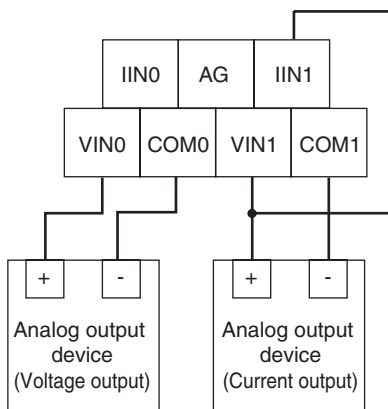 IIN0 AG IIN1
VIN0 COM0 VIN1 COM1
+ - + -
Analog output
device
(Voltage output)
Analog output
device
(Current output)